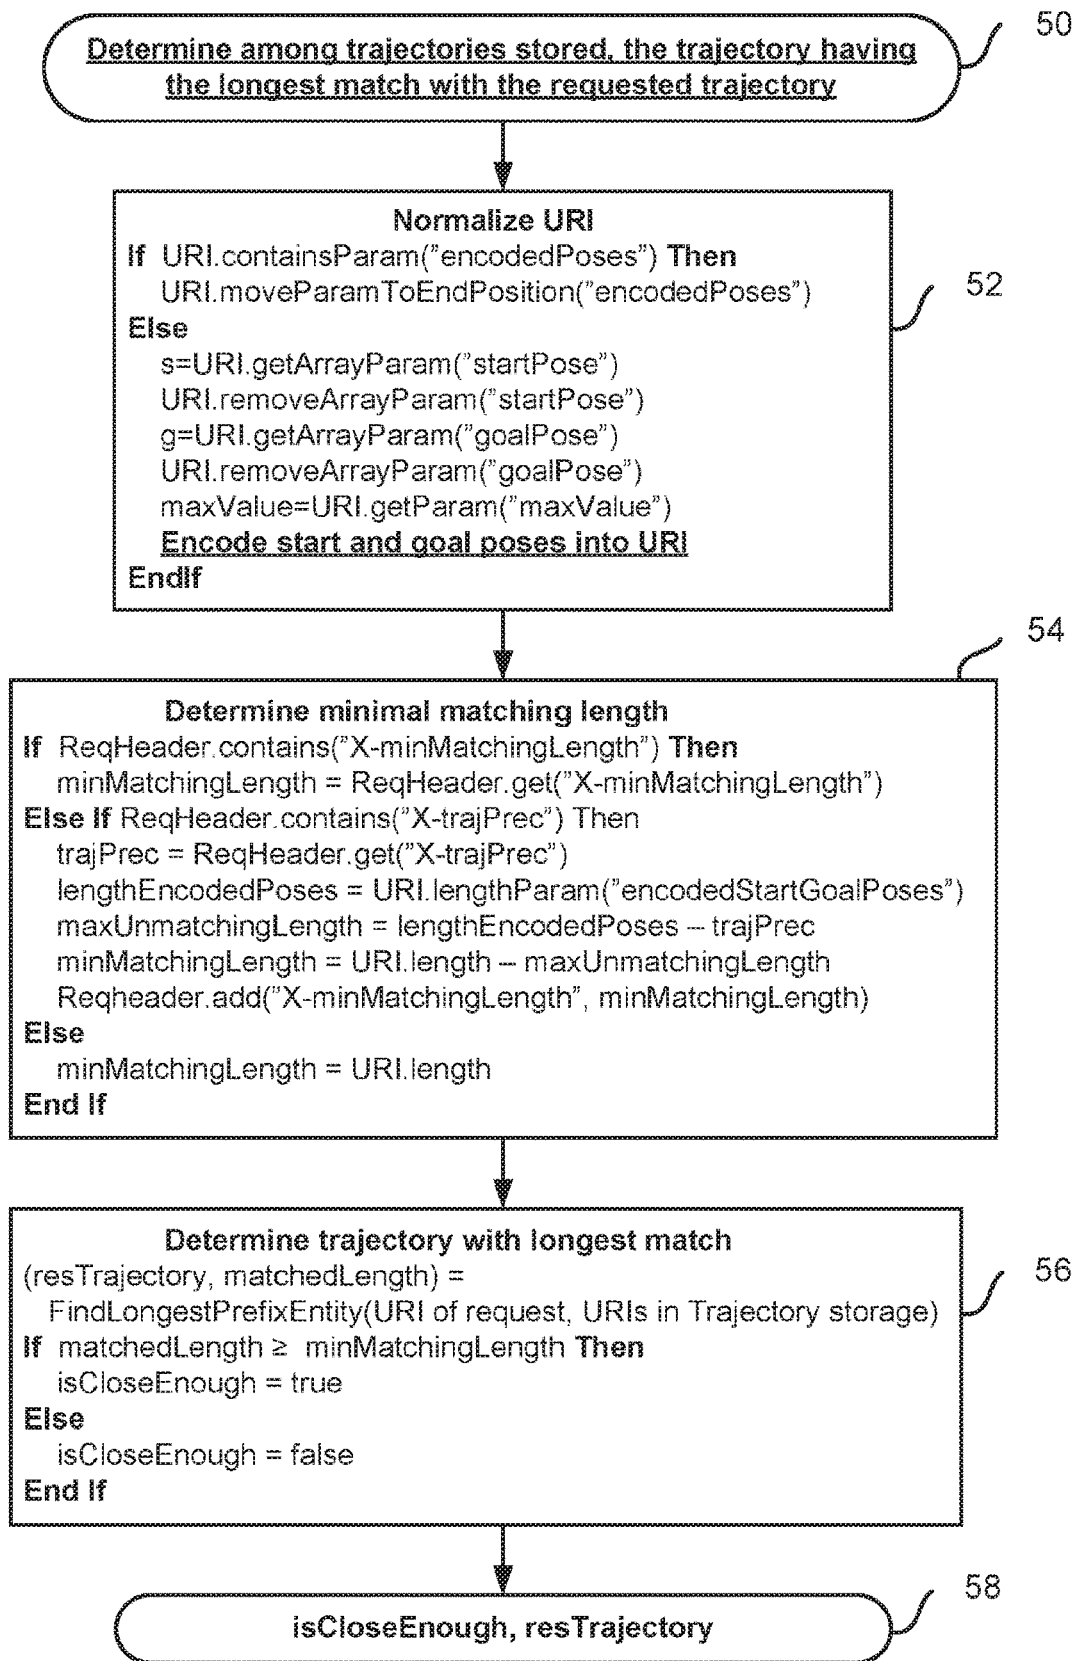 Determine among trajectories stored, the trajectory having
the longest match with the requested trajectory
50
Normalize URI
If URI.containsParam("encodedPoses") Then
URI.moveParamToEndPosition("encodedPoses")
Else
s=URI.getArrayParam("startPose")
URI.removeArrayParam("startPose")
g=URI.getArrayParam("goalPose")
URI.removeArrayParam("goalPose")
maxValue=URI.getParam("maxValue")
Encode start and goal poses into URI
EndIf
52
54
Determine minimal matching length
If ReqHeader.contains("X-minMatchingLength") Then
minMatchingLength = ReqHeader.get("X-minMatchingLength")
Else If ReqHeader.contains("X-trajPrec") Then
trajPrec = ReqHeader.get("X-trajPrec")
lengthEncodedPoses = URI.lengthParam("encodedStartGoalPoses")
maxUnmatchingLength = lengthEncodedPoses – trajPrec
minMatchingLength = URI.length – maxUnmatchingLength
Reqheader.add("X-minMatchingLength", minMatchingLength)
Else
minMatchingLength = URI.length
End If
Determine trajectory with longest match
(resTrajectory, matchedLength) =
FindLongestPrefixEntity(URI of request, URIs in Trajectory storage)
If matchedLength ≥ minMatchingLength Then
isCloseEnough = true
Else
isCloseEnough = false
End If
56
isCloseEnough, resTrajectory
58